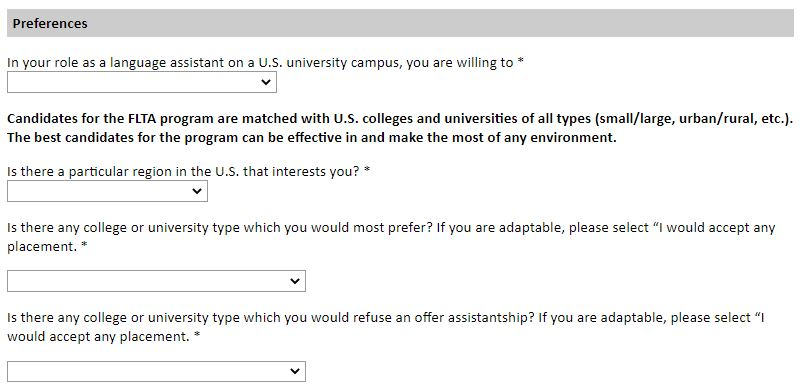 Preferences
In your role as a language assistant on a U.S. university campus, you are willing to *
Candidates for the FLTA program are matched with U.S. colleges and universities of all types (small/large, urban/rural, etc.).
The best candidates for the program can be effective in and make the most of any environment.
Is there a particular region in the U.S. that interests you? *
Is there any college or university type which you would most prefer? If you are adaptable, please select “I would accept any
placement. *
Is there any college or university type which you would refuse an offer assistantship? If you are adaptable, please select “I
would accept any placement. *